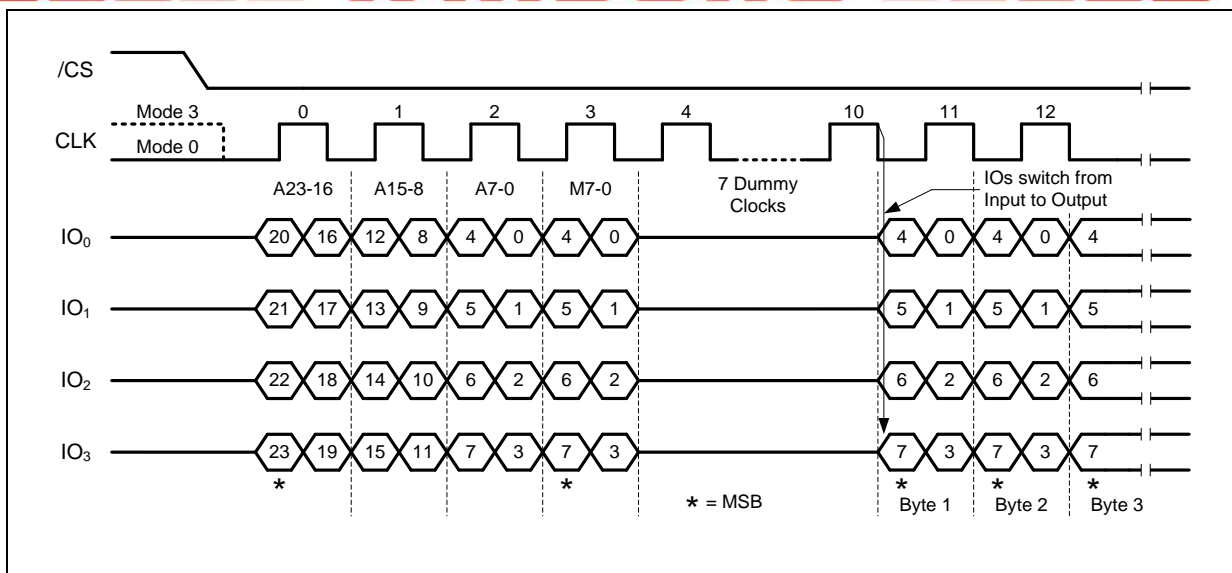 /CS
Mode 3 0 1 2 3 4 10 11 12
CLK Mode 0
A23-16 A15-8 A7-0 M7-0 7 Dummy Clocks IOs switch from Input to Output
IO₀ 20 16 12 8 4 0 4 0 4 0 4 0 4
IO₁ 21 17 13 9 5 1 5 1 5 1 5 1 5
IO₂ 22 18 14 10 6 2 6 2 6 2 6 2 6
IO₃ 23 19 15 11 7 3 7 3 7 3 7 3 7
* * * * *
* = MSB Byte 1 Byte 2 Byte 3